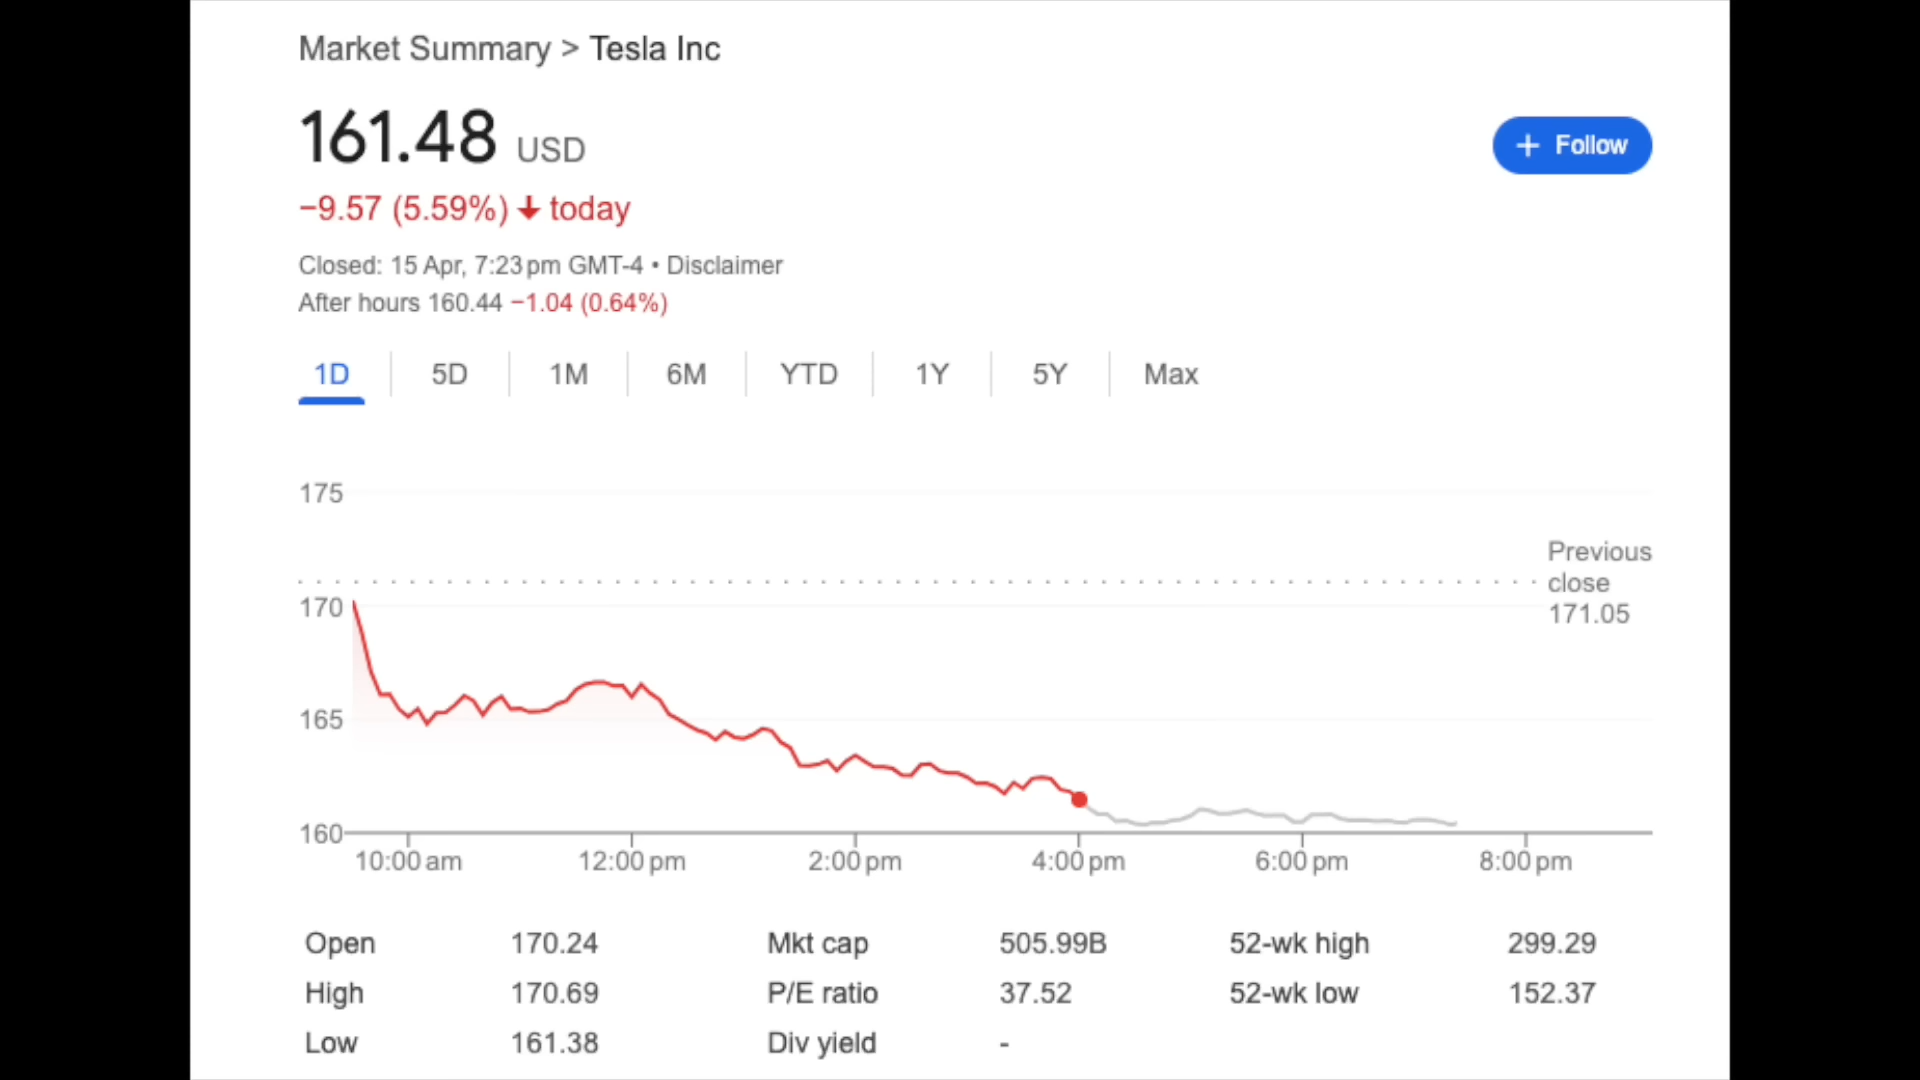 Market Summary > Tesla Inc
161.48 USD
+ Follow
−9.57 (5.59%) ↓ today
Closed: 15 Apr, 7:23 pm GMT-4 • Disclaimer
After hours 160.44 −1.04 (0.64%)
1D 5D 1M 6M YTD 1Y 5Y Max
175
Previous
close
171.05
170
165
160
10:00 am 12:00 pm 2:00 pm 4:00 pm 6:00 pm 8:00 pm
Open 170.24 Mkt cap 505.99B 52-wk high 299.29
High 170.69 P/E ratio 37.52 52-wk low 152.37
Low 161.38 Div yield -